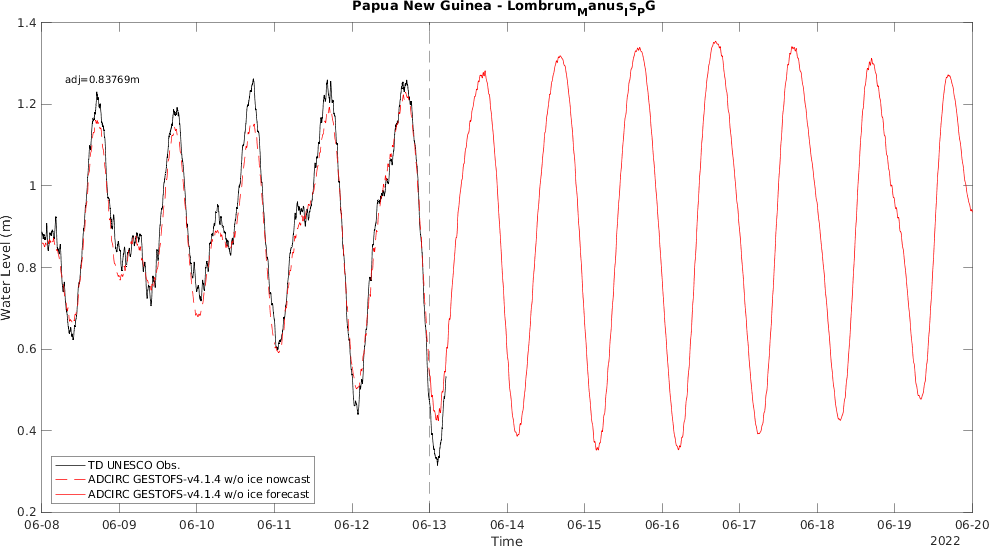 Papua New Guinea - Lombrum_Manus_Is_PG
1.4
adj=0.83769m
1.2
1
0.8
0.6
0.4
0.2
Water Level (m)
TD UNESCO Obs.
ADCIRC GESTOFS-v4.1.4 w/o ice nowcast
ADCIRC GESTOFS-v4.1.4 w/o ice forecast
06-08 06-09 06-10 06-11 06-12 06-13 06-14 06-15 06-16 06-17 06-18 06-19 06-20
Time
2022